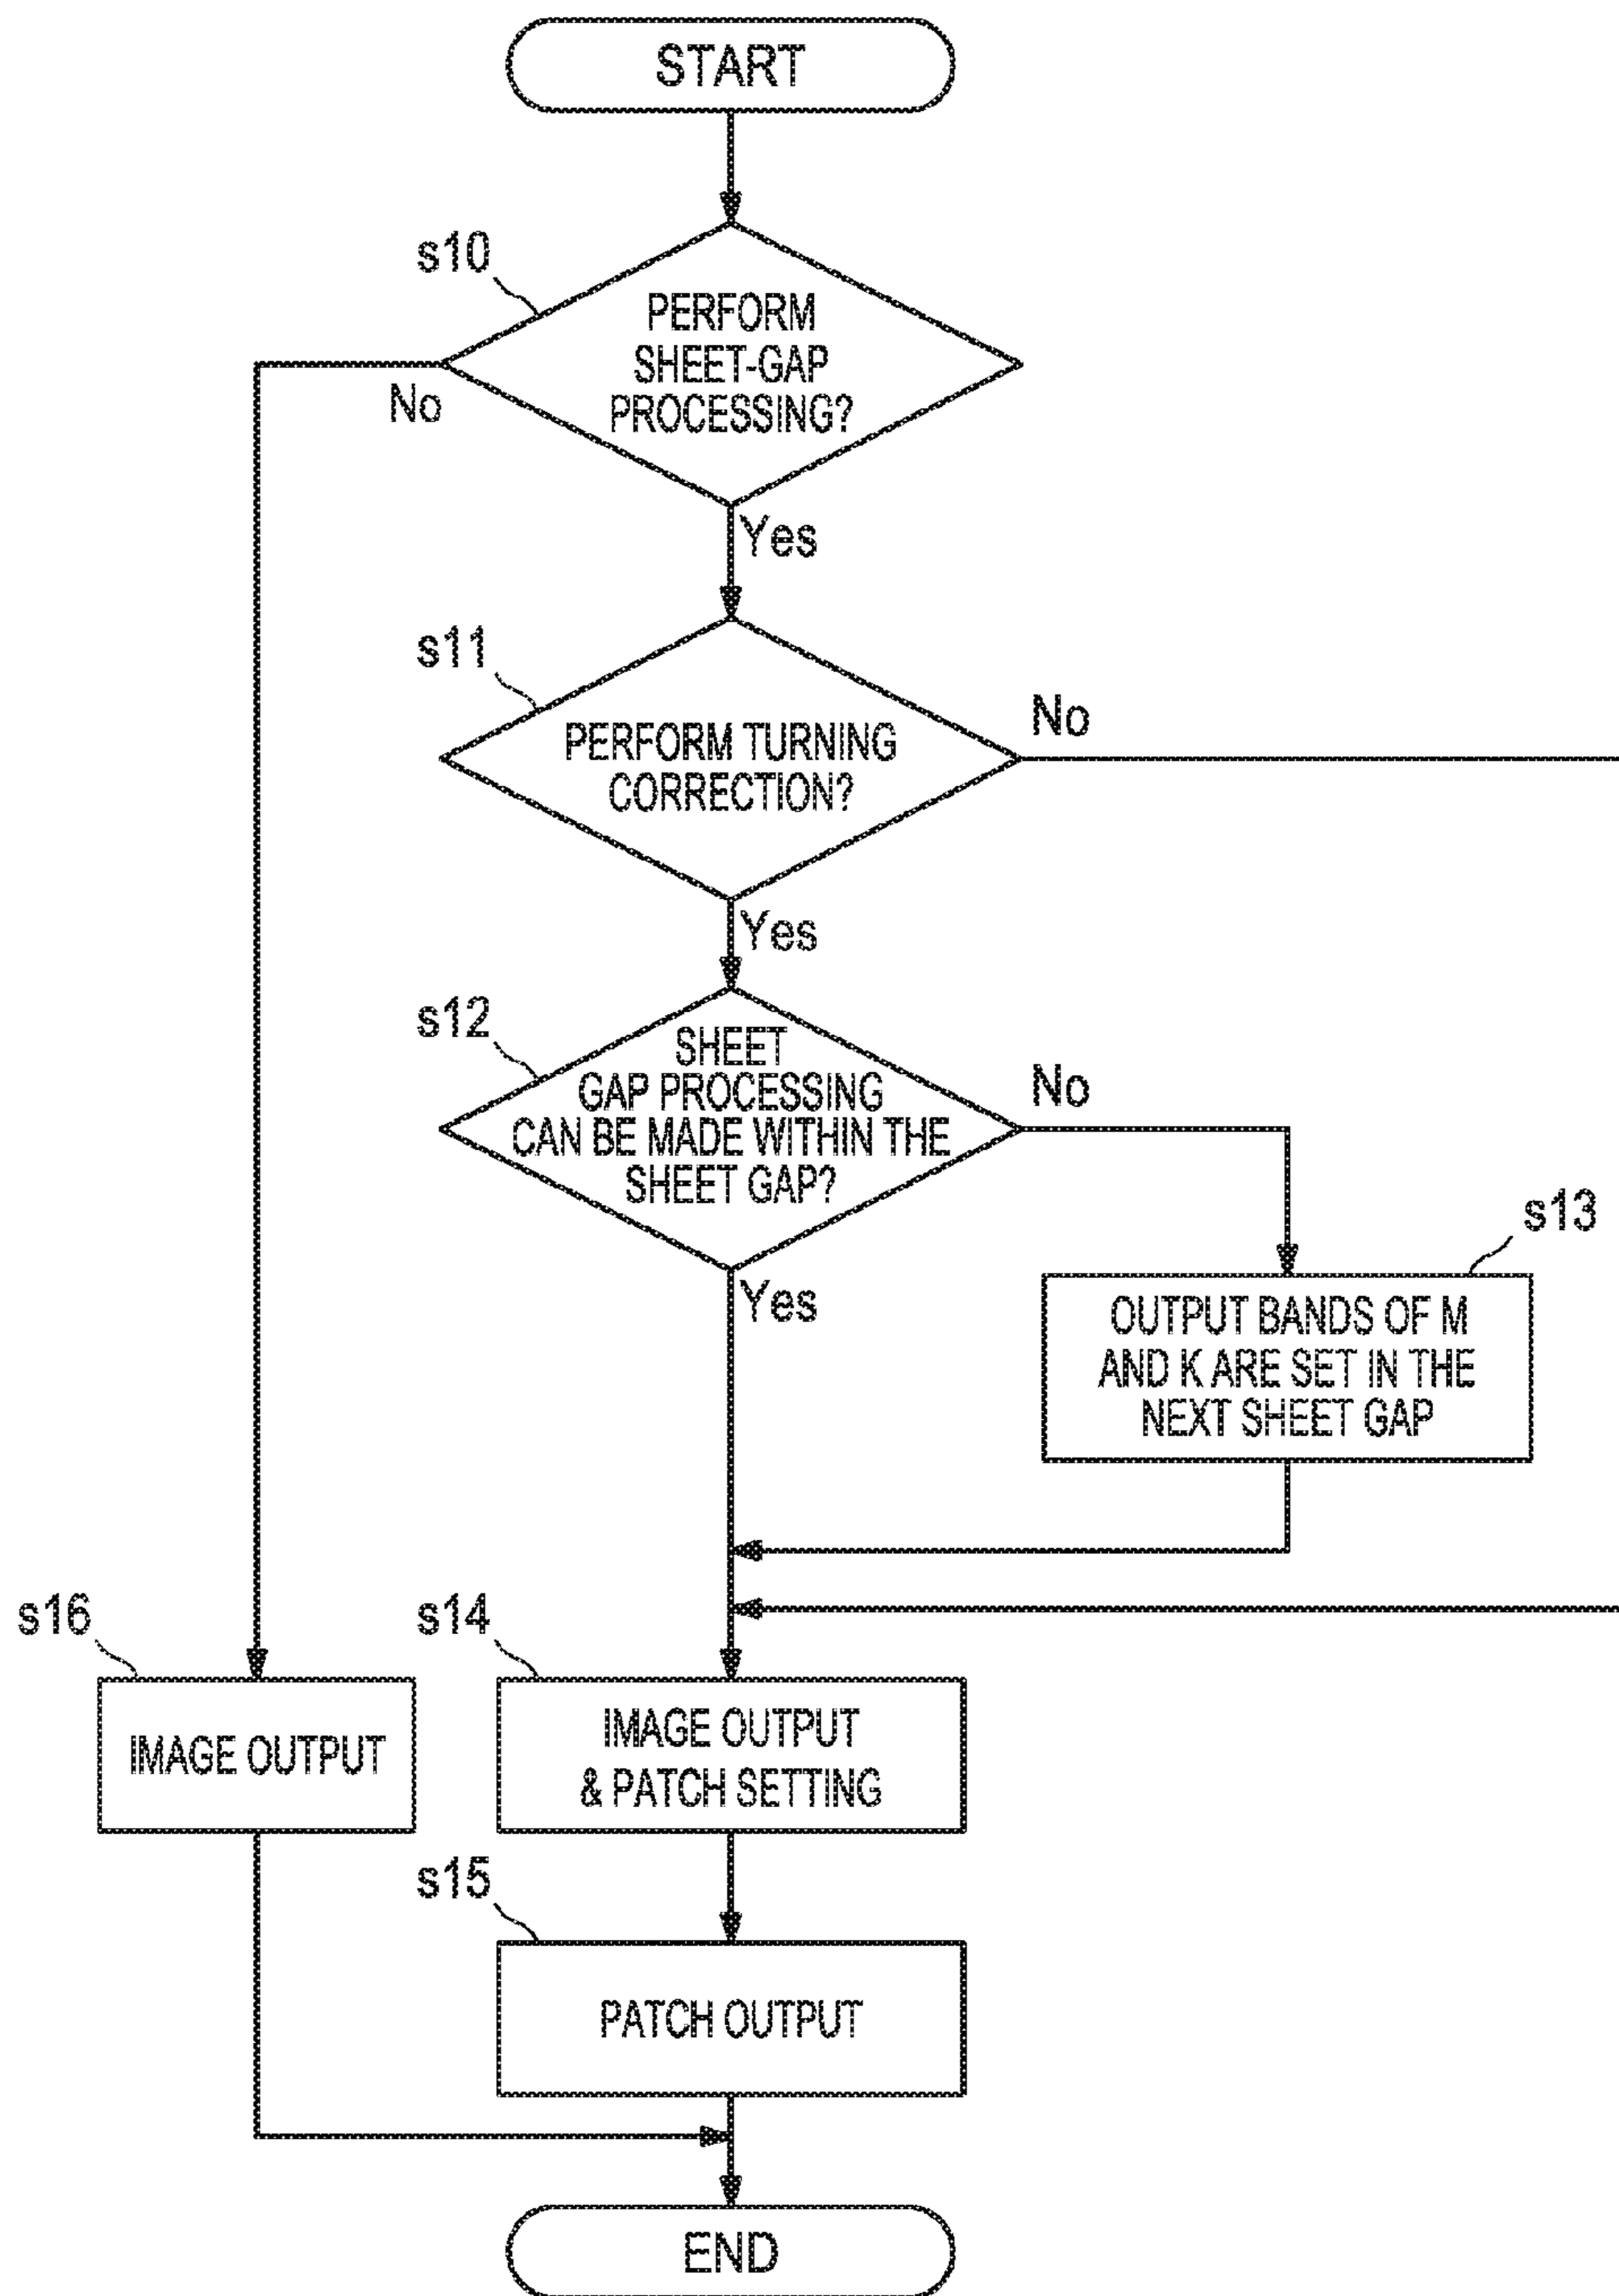 START
s10
PERFORM
SHEET-GAP
PROCESSING?
No
Yes
s11
PERFORM TURNING
CORRECTION?
No
Yes
s12
SHEET
GAP PROCESSING
CAN BE MADE WITHIN THE
SHEET GAP?
No
Yes
s13
OUTPUT BANDS OF M
AND K ARE SET IN THE
NEXT SHEET GAP
s16
IMAGE OUTPUT
s14
IMAGE OUTPUT
& PATCH SETTING
s15
PATCH OUTPUT
END